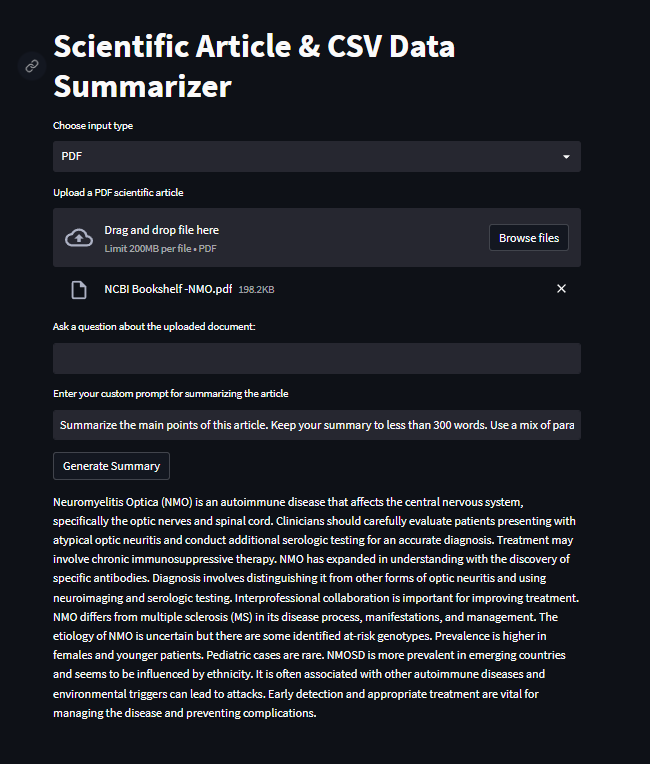 Scientific Article & CSV Data
Summarizer
Choose input type
PDF
Upload a PDF scientific article
Drag and drop file here
Limit 200MB per file • PDF
Browse files
NCBI Bookshelf -NMO.pdf 198.2KB
Ask a question about the uploaded document:
Enter your custom prompt for summarizing the article
Summarize the main points of this article. Keep your summary to less than 300 words. Use a mix of para
Generate Summary
Neuromyelitis Optica (NMO) is an autoimmune disease that affects the central nervous system,
specifically the optic nerves and spinal cord. Clinicians should carefully evaluate patients presenting with
atypical optic neuritis and conduct additional serologic testing for an accurate diagnosis. Treatment may
involve chronic immunosuppressive therapy. NMO has expanded in understanding with the discovery of
specific antibodies. Diagnosis involves distinguishing it from other forms of optic neuritis and using
neuroimaging and serologic testing. Interprofessional collaboration is important for improving treatment.
NMO differs from multiple sclerosis (MS) in its disease process, manifestations, and management. The
etiology of NMO is uncertain but there are some identified at-risk genotypes. Prevalence is higher in
females and younger patients. Pediatric cases are rare. NMOSD is more prevalent in emerging countries
and seems to be influenced by ethnicity. It is often associated with other autoimmune diseases and
environmental triggers can lead to attacks. Early detection and appropriate treatment are vital for
managing the disease and preventing complications.